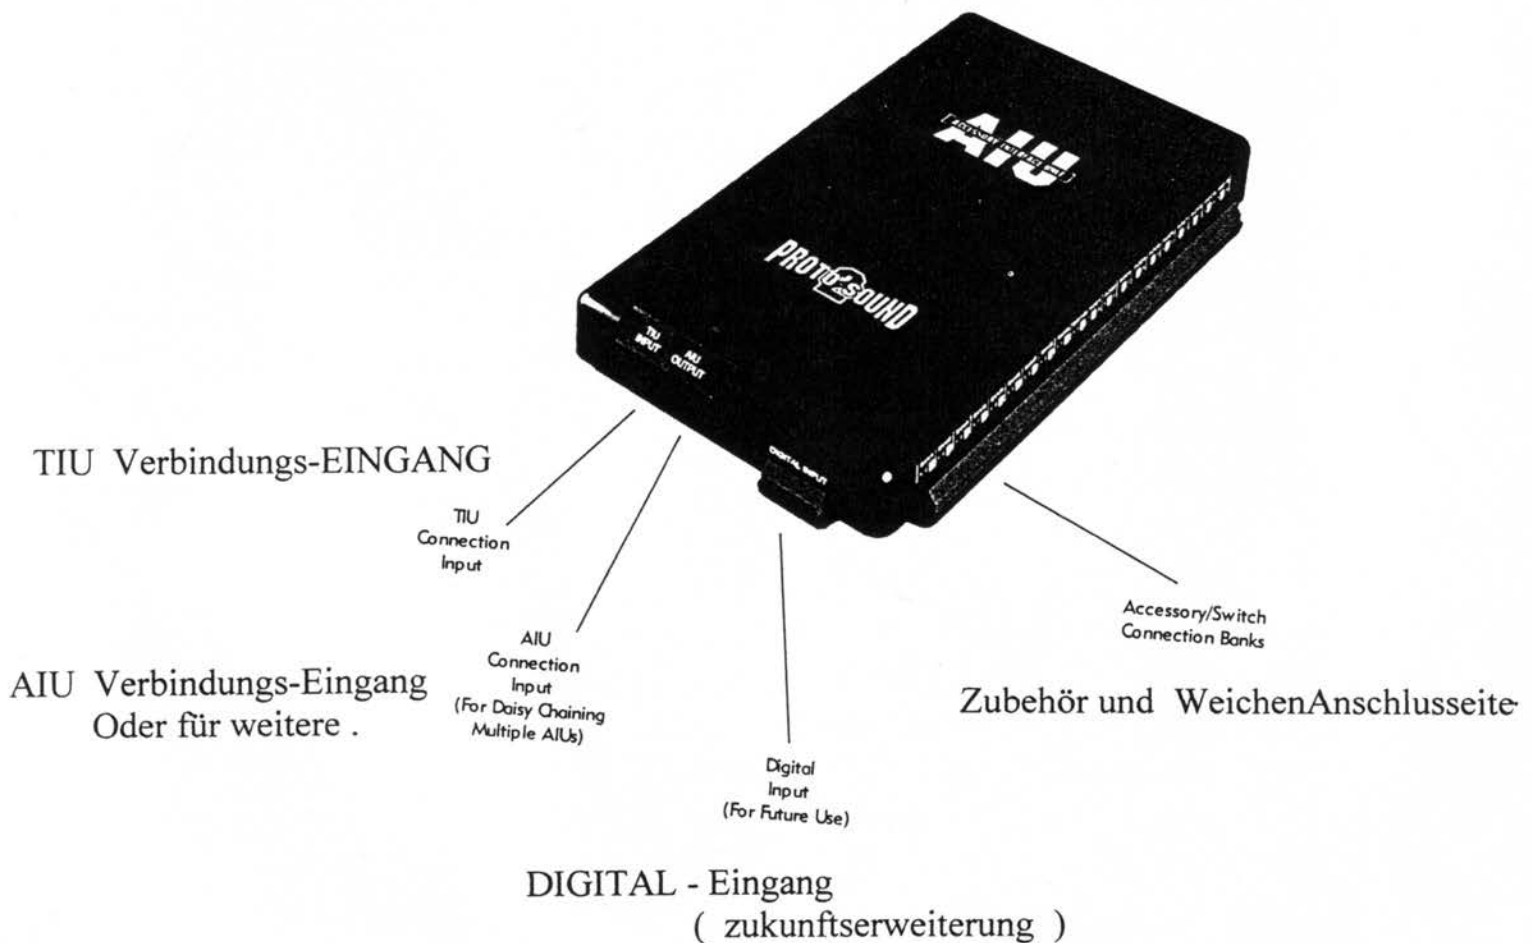 AIU
[ACCESSORY INTERFACE UNIT]
PROTO SOUND
2
TIU
INPUT
AIU
OUTPUT
DIGITAL INPUT
TIU Verbindungs-EINGANG
TIU
Connection
Input
Accessory/Switch
Connection Banks
AIU
Connection
Input
(For Daisy Chaining
Multiple AIUs)
AIU Verbindungs-Eingang
Oder für weitere .
Zubehör und WeichenAnschlusseite
Digital
Input
(For Future Use)
DIGITAL - Eingang
( zukunftserweiterung )